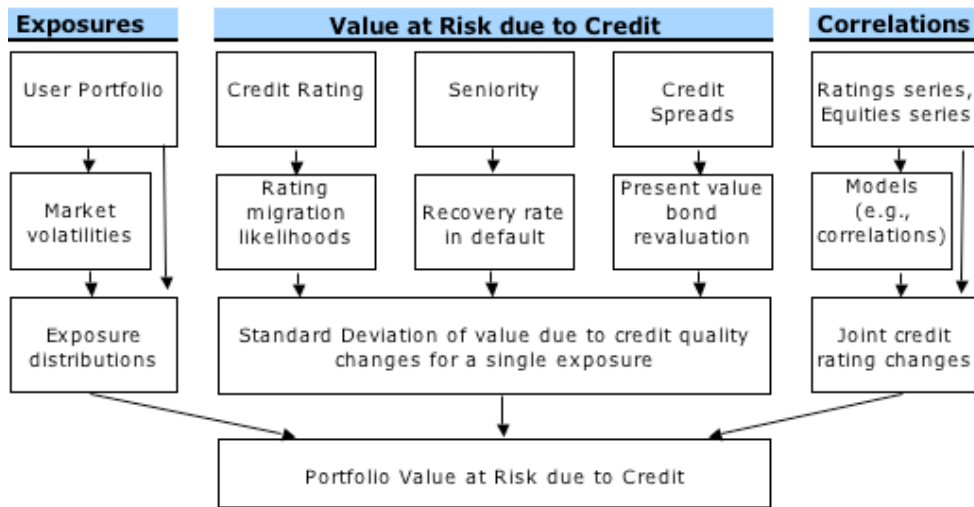 Exposures
Value at Risk due to Credit
Correlations
User Portfolio
Credit Rating
Seniority
Credit
Spreads
Ratings series,
Equities series
Market
volatilities
Rating
migration
likelihoods
Recovery rate
in default
Present value
bond
revaluation
Models
(e.g.,
correlations)
Exposure
distributions
Standard Deviation of value due to credit quality
changes for a single exposure
Joint credit
rating changes
Portfolio Value at Risk due to Credit